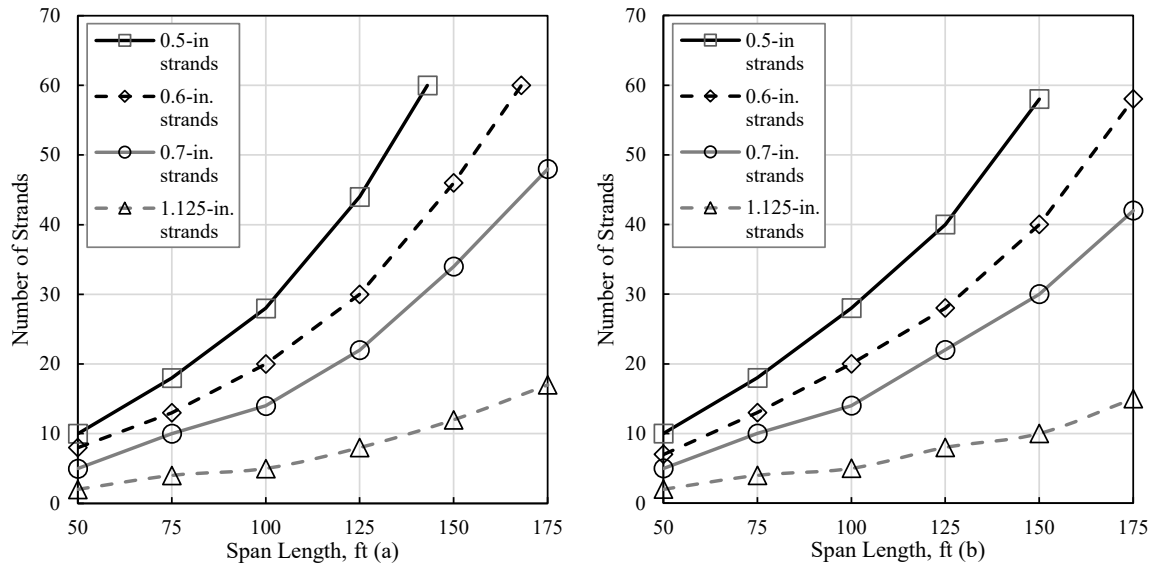 70
60
50
40
30
20
10
0
50 75 100 125 150 175
Number of Strands
Span Length, ft (a)
0.5-in
strands
0.6-in.
strands
0.7-in.
strands
1.125-in.
strands
70
60
50
40
30
20
10
0
50 75 100 125 150 175
Number of Strands
Span Length, ft (b)
0.5-in
strands
0.6-in.
strands
0.7-in.
strands
1.125-in.
strands